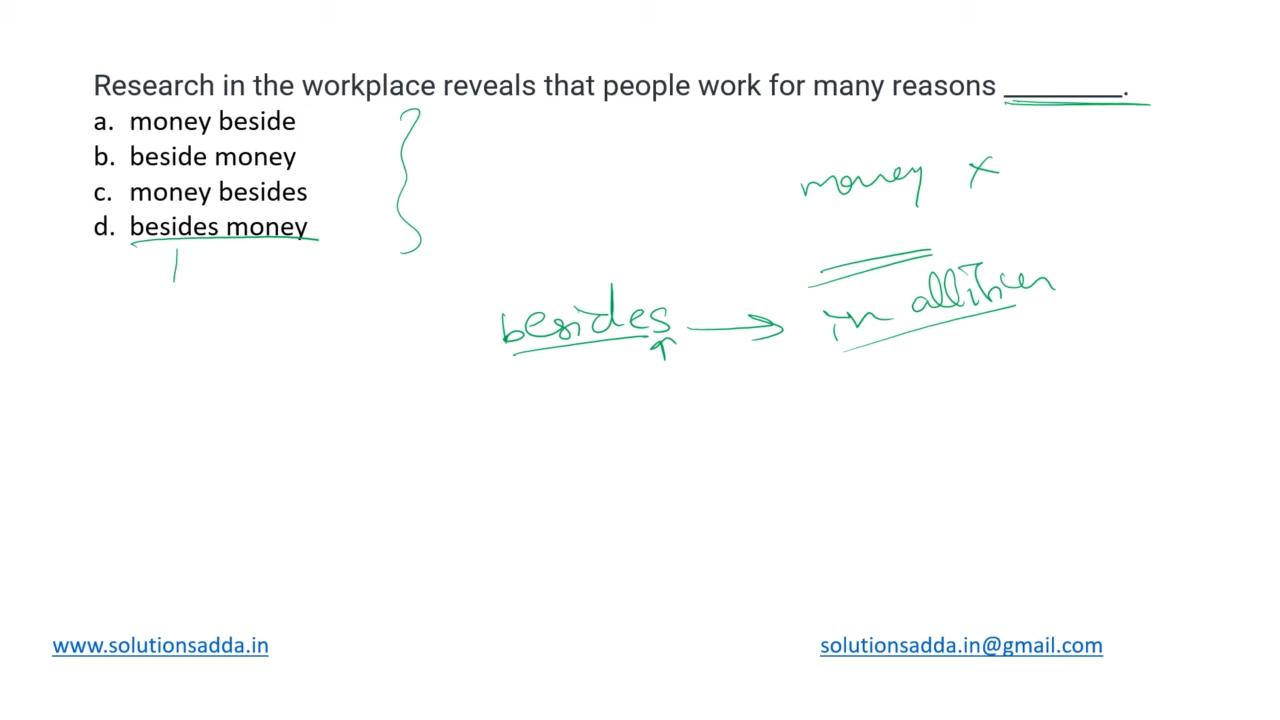 Research in the workplace reveals that people work for many reasons ________.
a. money beside
b. beside money
c. money besides
d. besides money
money x
besides → in
www.solutionsadda.in
solutionsadda.in@gmail.com